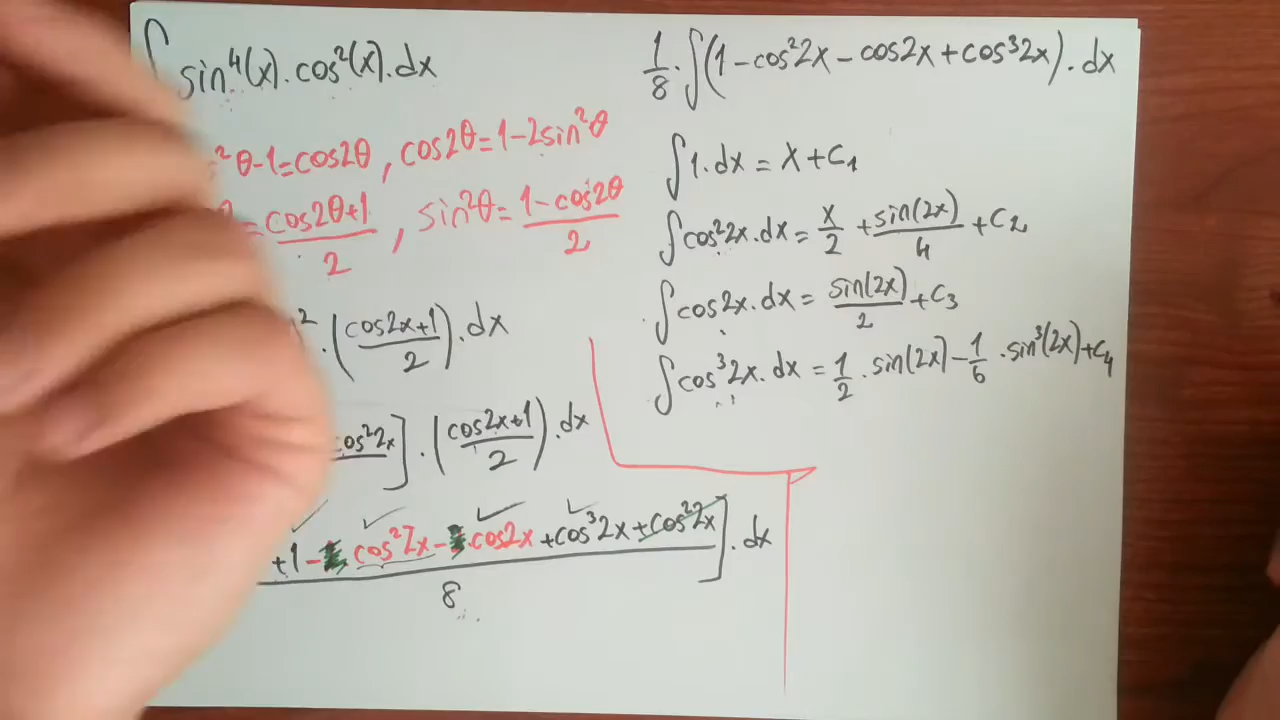 ∫ sin⁴(x).cos²(x).dx
²θ-1=cos2θ, cos2θ=1-2sin²θ
= cos2θ+1/2, sin²θ= 1-cos2θ/2
² . (cos2x+1/2).dx
cos²2x] . (cos2x+1/2).dx
+1 - cos²2x - cos2x +cos³2x +cos²2x / 8 ] . dx
1/8 . ∫(1-cos²2x-cos2x+cos³2x). dx
∫1.dx = x+C₁
∫cos²2x.dx = x/2 + sin(2x)/4 + C₂
∫cos2x.dx = sin(2x)/2 + C₃
∫cos³2x.dx = 1/2 . sin(2x) - 1/6 . sin³(2x)+C₄